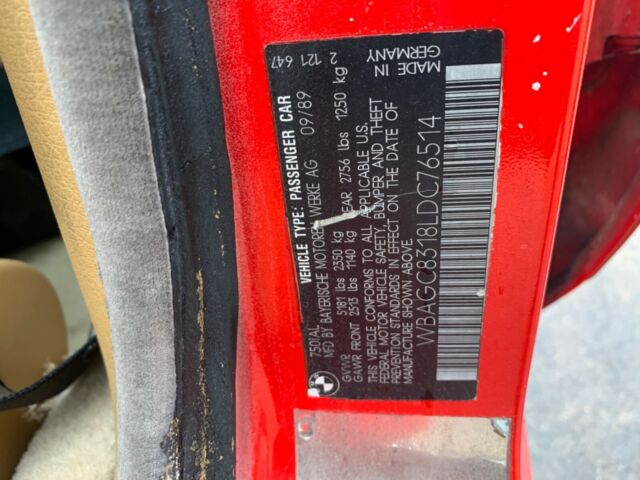 750IAL
VEHICLE TYPE: PASSENGER CAR
MFD BY BAYERISCHE MOTOREN WERKE AG 09/89
2 121 647
GVWR 5181 lbs 2350 kg
GAWR FRONT 2513 lbs 1140 kg REAR 2756 lbs 1250 kg
THIS VEHICLE CONFORMS TO ALL APPLICABLE U.S.
FEDERAL MOTOR VEHICLE SAFETY, BUMPER AND THEFT
PREVENTION STANDARDS IN EFFECT ON THE DATE OF
MANUFACTURE SHOWN ABOVE.
MADE IN
GERMANY
WBAGC8318LDC76514